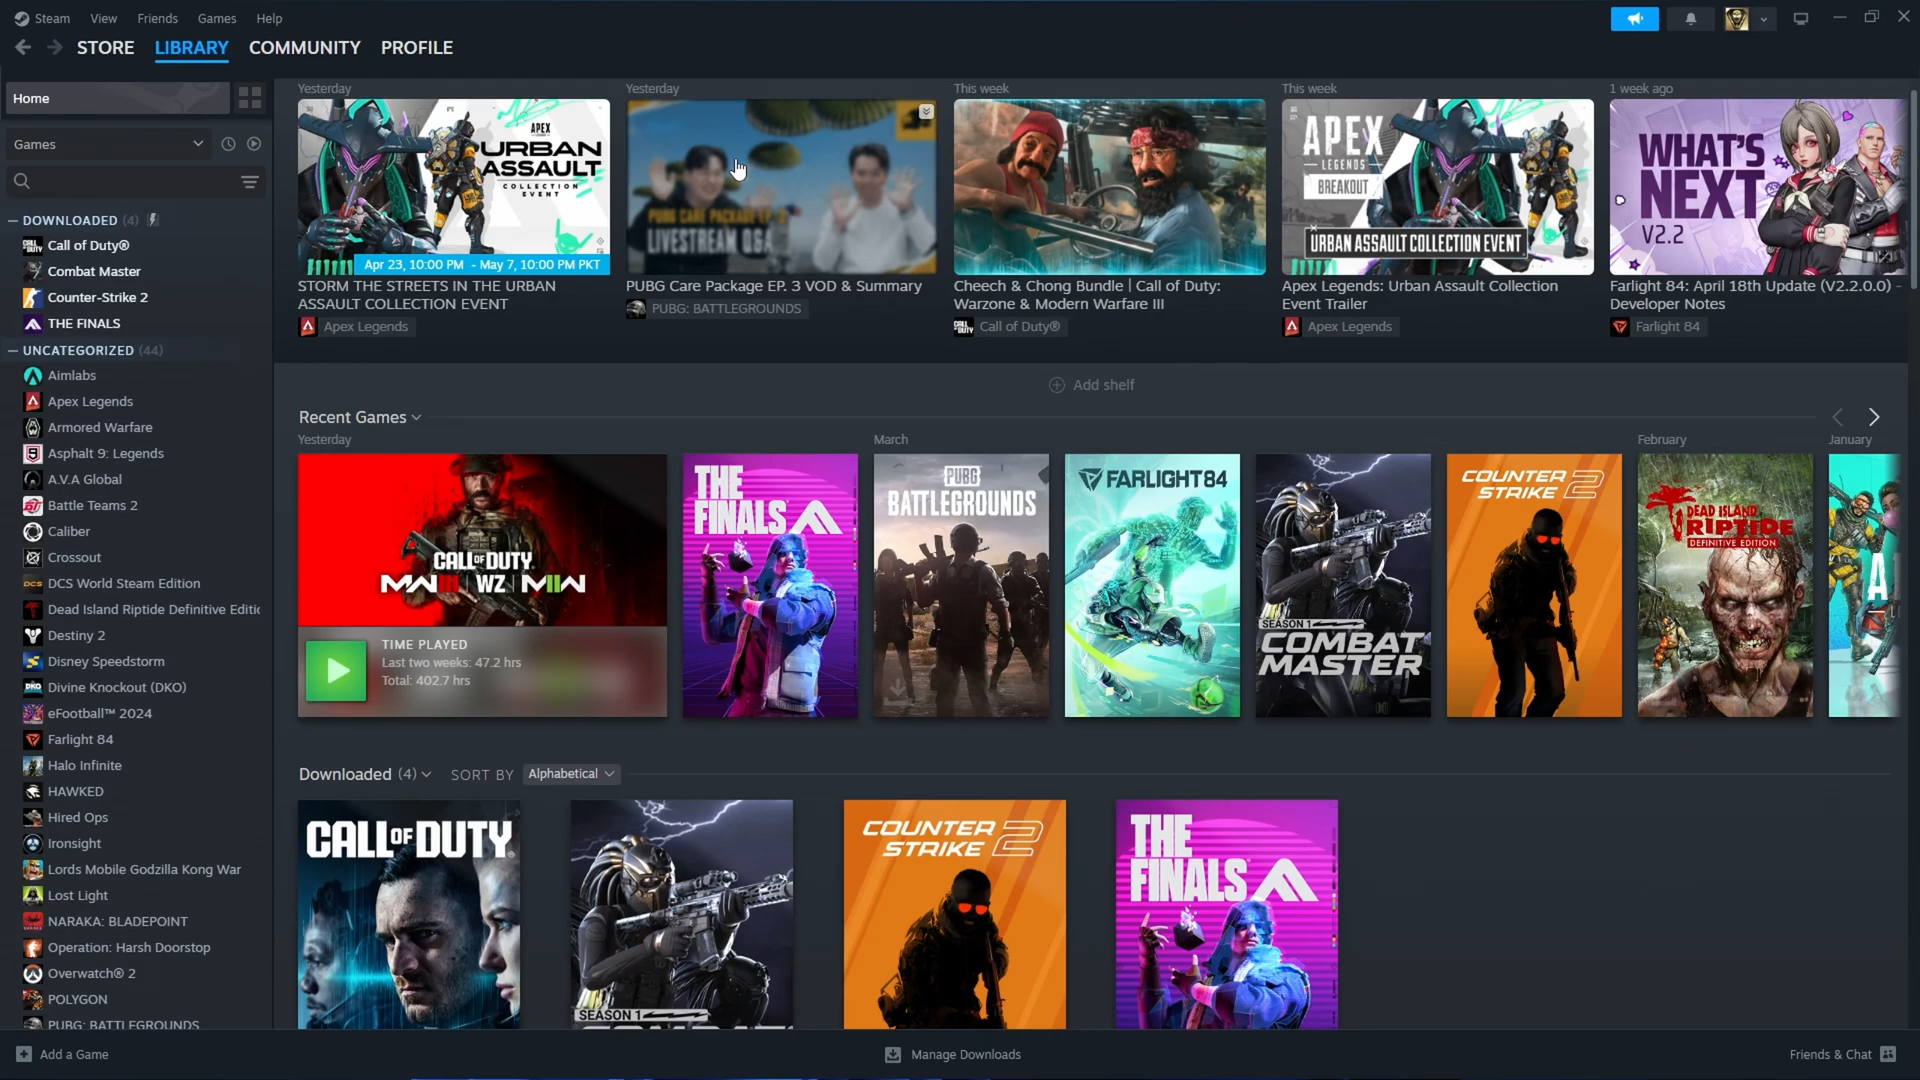 Steam View Friends Games Help
STORE LIBRARY COMMUNITY PROFILE
Home
Games
DOWNLOADED (4)
Call of Duty®
Combat Master
Counter-Strike 2
THE FINALS
UNCATEGORIZED (44)
Aimlabs
Apex Legends
Armored Warfare
Asphalt 9: Legends
A.V.A Global
Battle Teams 2
Caliber
Crossout
DCS World Steam Edition
Dead Island Riptide Definitive Editic
Destiny 2
Disney Speedstorm
Divine Knockout (DKO)
eFootball™ 2024
Farlight 84
Halo Infinite
HAWKED
Hired Ops
Ironsight
Lords Mobile Godzilla Kong War
Lost Light
NARAKA: BLADEPOINT
Operation: Harsh Doorstop
Overwatch® 2
POLYGON
PUBG: BATTLEGROUNDS
Yesterday
APEX
LEGENDS
URBAN
ASSAULT
COLLECTION
EVENT
Apr 23, 10:00 PM - May 7, 10:00 PM PKT
STORM THE STREETS IN THE URBAN
ASSAULT COLLECTION EVENT
Apex Legends
Yesterday
PUBG CARE PACKAGE EP. 3
LIVESTREAM Q&A
PUBG Care Package EP. 3 VOD & Summary
PUBG: BATTLEGROUNDS
This week
Cheech & Chong Bundle | Call of Duty:
Warzone & Modern Warfare III
Call of Duty®
This week
APEX
LEGENDS
BREAKOUT
URBAN ASSAULT COLLECTION EVENT
Apex Legends: Urban Assault Collection
Event Trailer
Apex Legends
1 week ago
WHAT'S
NEXT
V2.2
Farlight 84: April 18th Update (V2.2.0.0) -
Developer Notes
Farlight 84
Add shelf
Recent Games
Yesterday
CALL OF DUTY
MWIII WZ MWII
TIME PLAYED
Last two weeks: 47.2 hrs
Total: 402.7 hrs
THE
FINALS
March
PUBG
BATTLEGROUNDS
FARLIGHT84
SEASON 1
COMBAT
MASTER
COUNTER
STRIKE 2
February
DEAD ISLAND
RIPTIDE
DEFINITIVE EDITION
January
A
Downloaded (4) SORT BY Alphabetical
CALL OF DUTY
SEASON 1
COMBAT
COUNTER
STRIKE 2
THE
FINALS
Add a Game
Manage Downloads
Friends & Chat